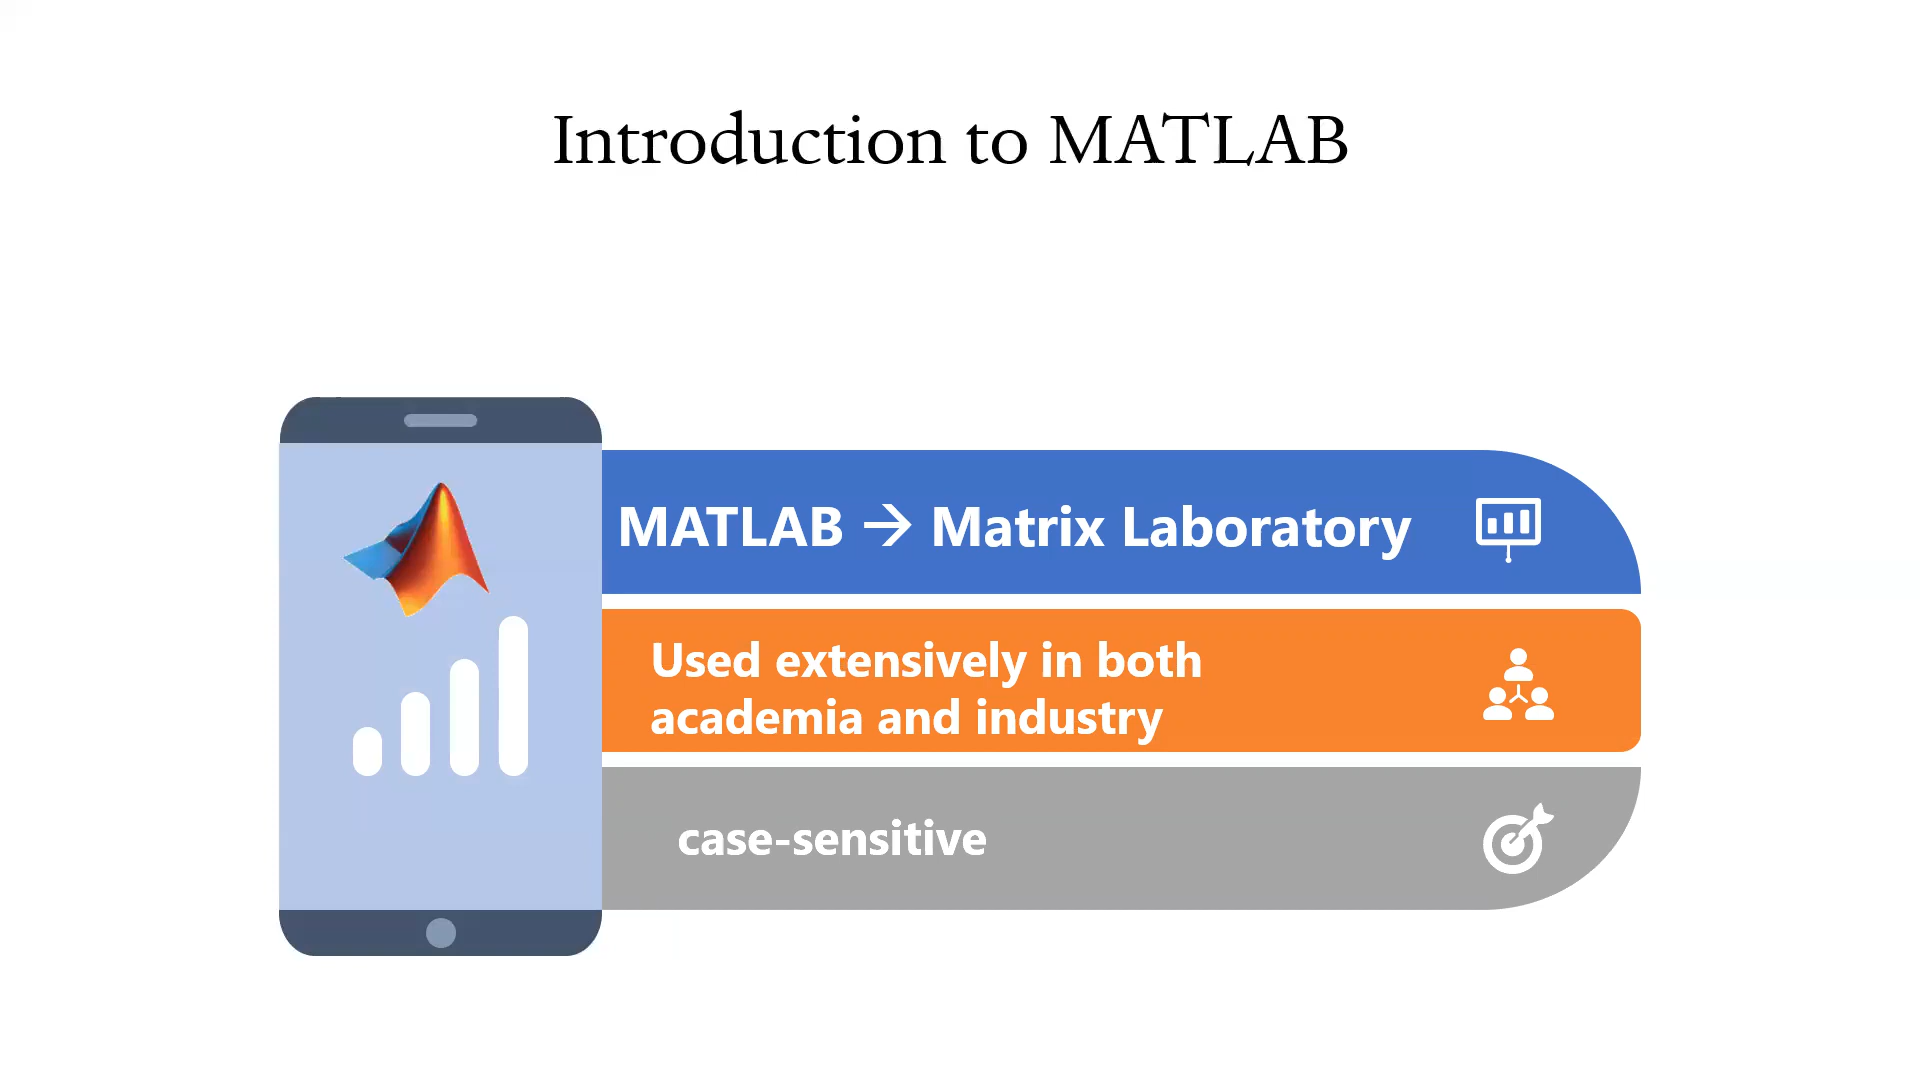 Introduction to MATLAB
MATLAB → Matrix Laboratory
Used extensively in both
academia and industry
case-sensitive